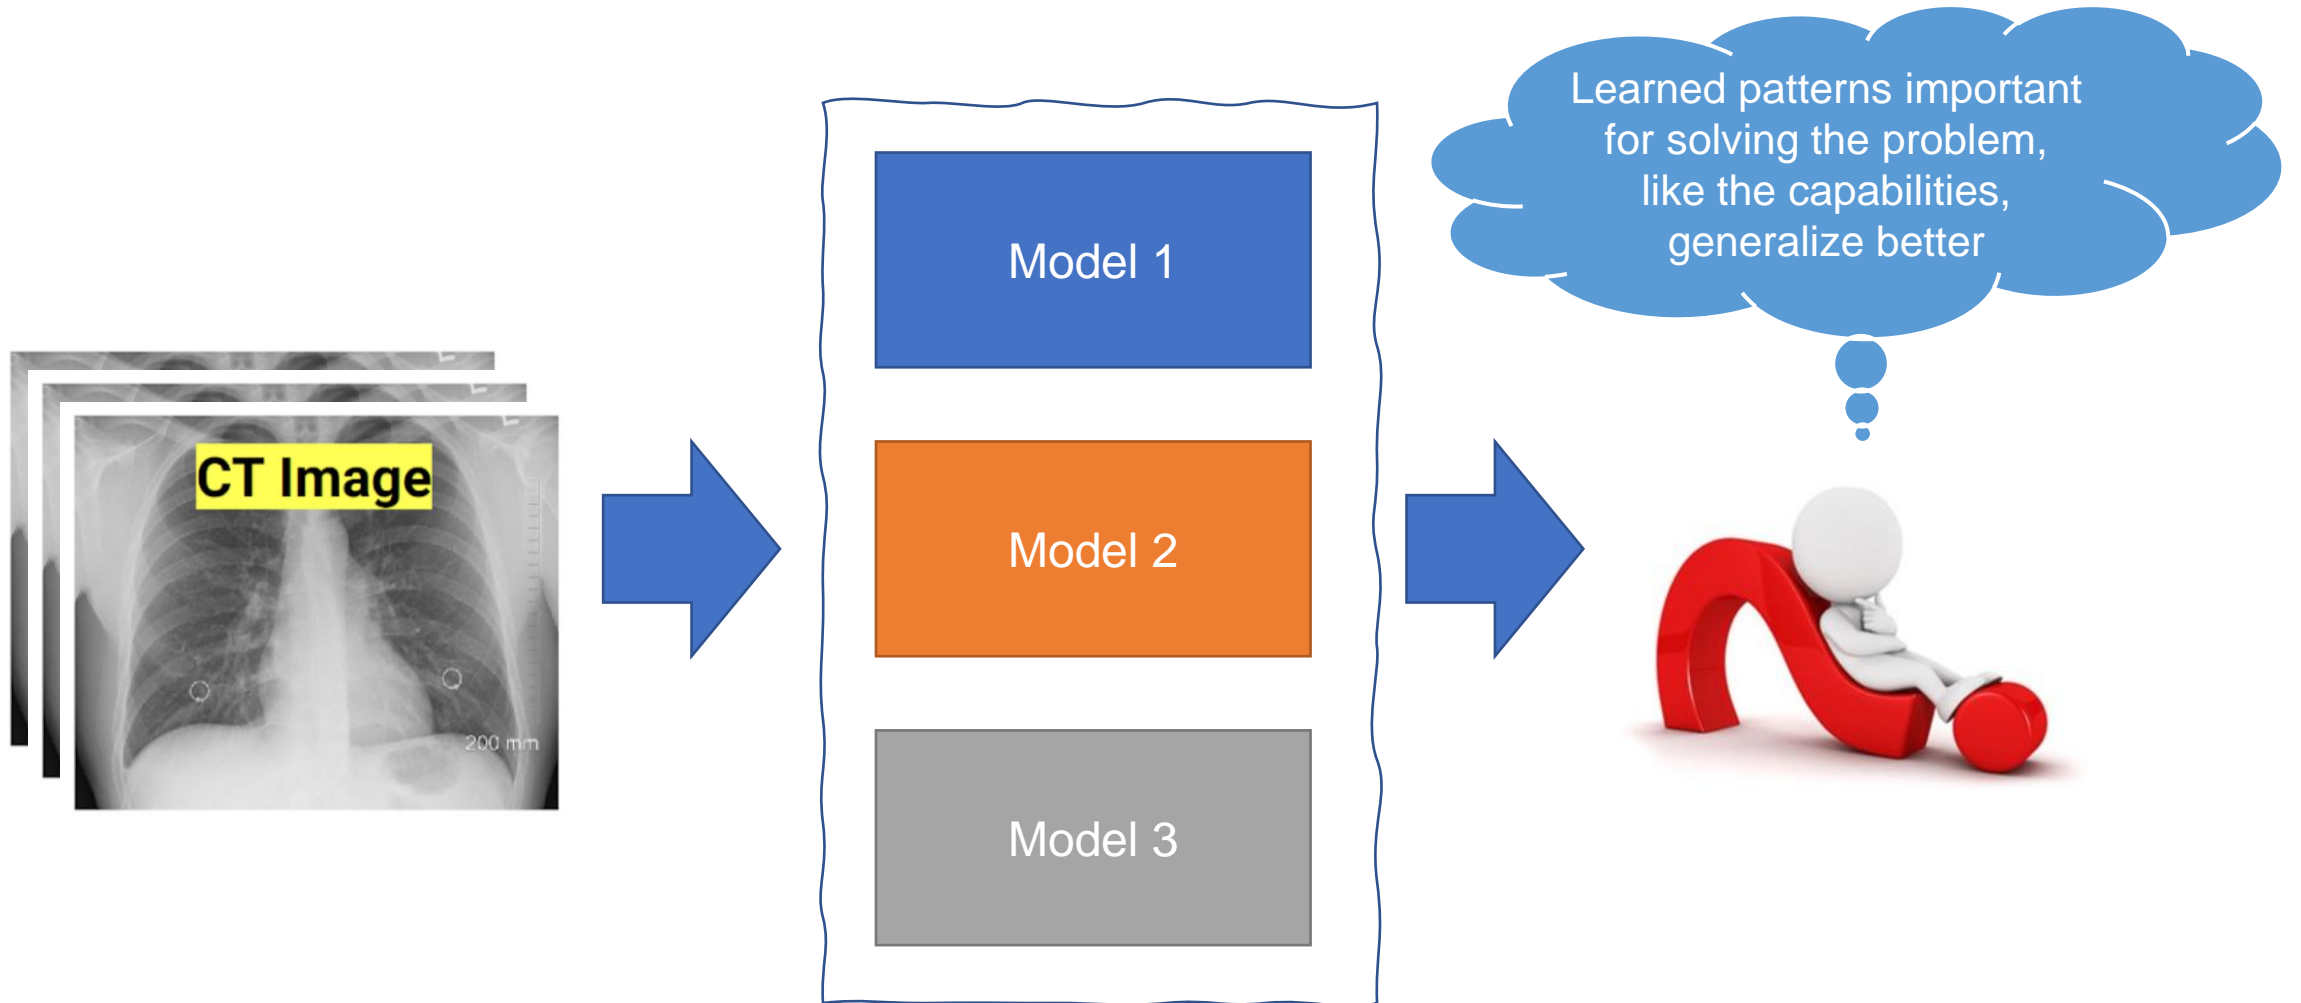 Learned patterns important
for solving the problem,
like the capabilities,
generalize better
Model 1
CT Image
Model 2
200 mm
Model 3
L
L
L